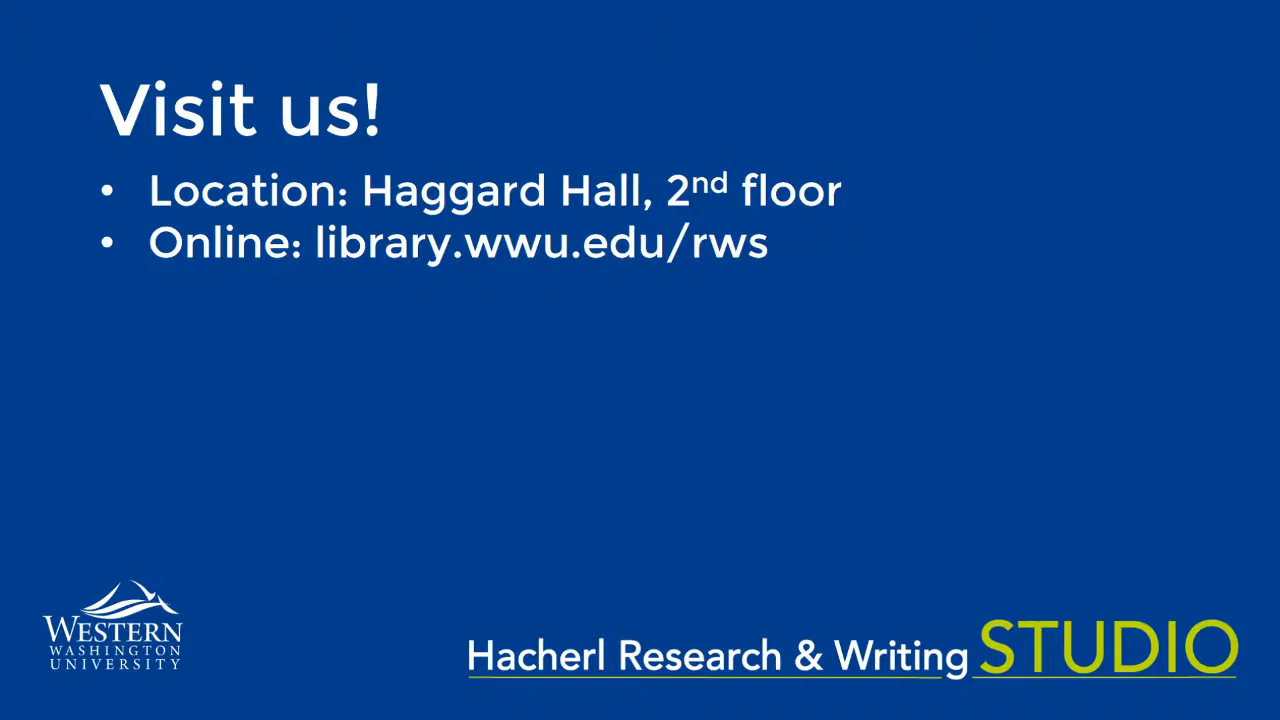 Visit us!
• Location: Haggard Hall, 2nd floor
• Online: library.wwu.edu/rws
WESTERN
WASHINGTON
UNIVERSITY
Hacherl Research & Writing STUDIO